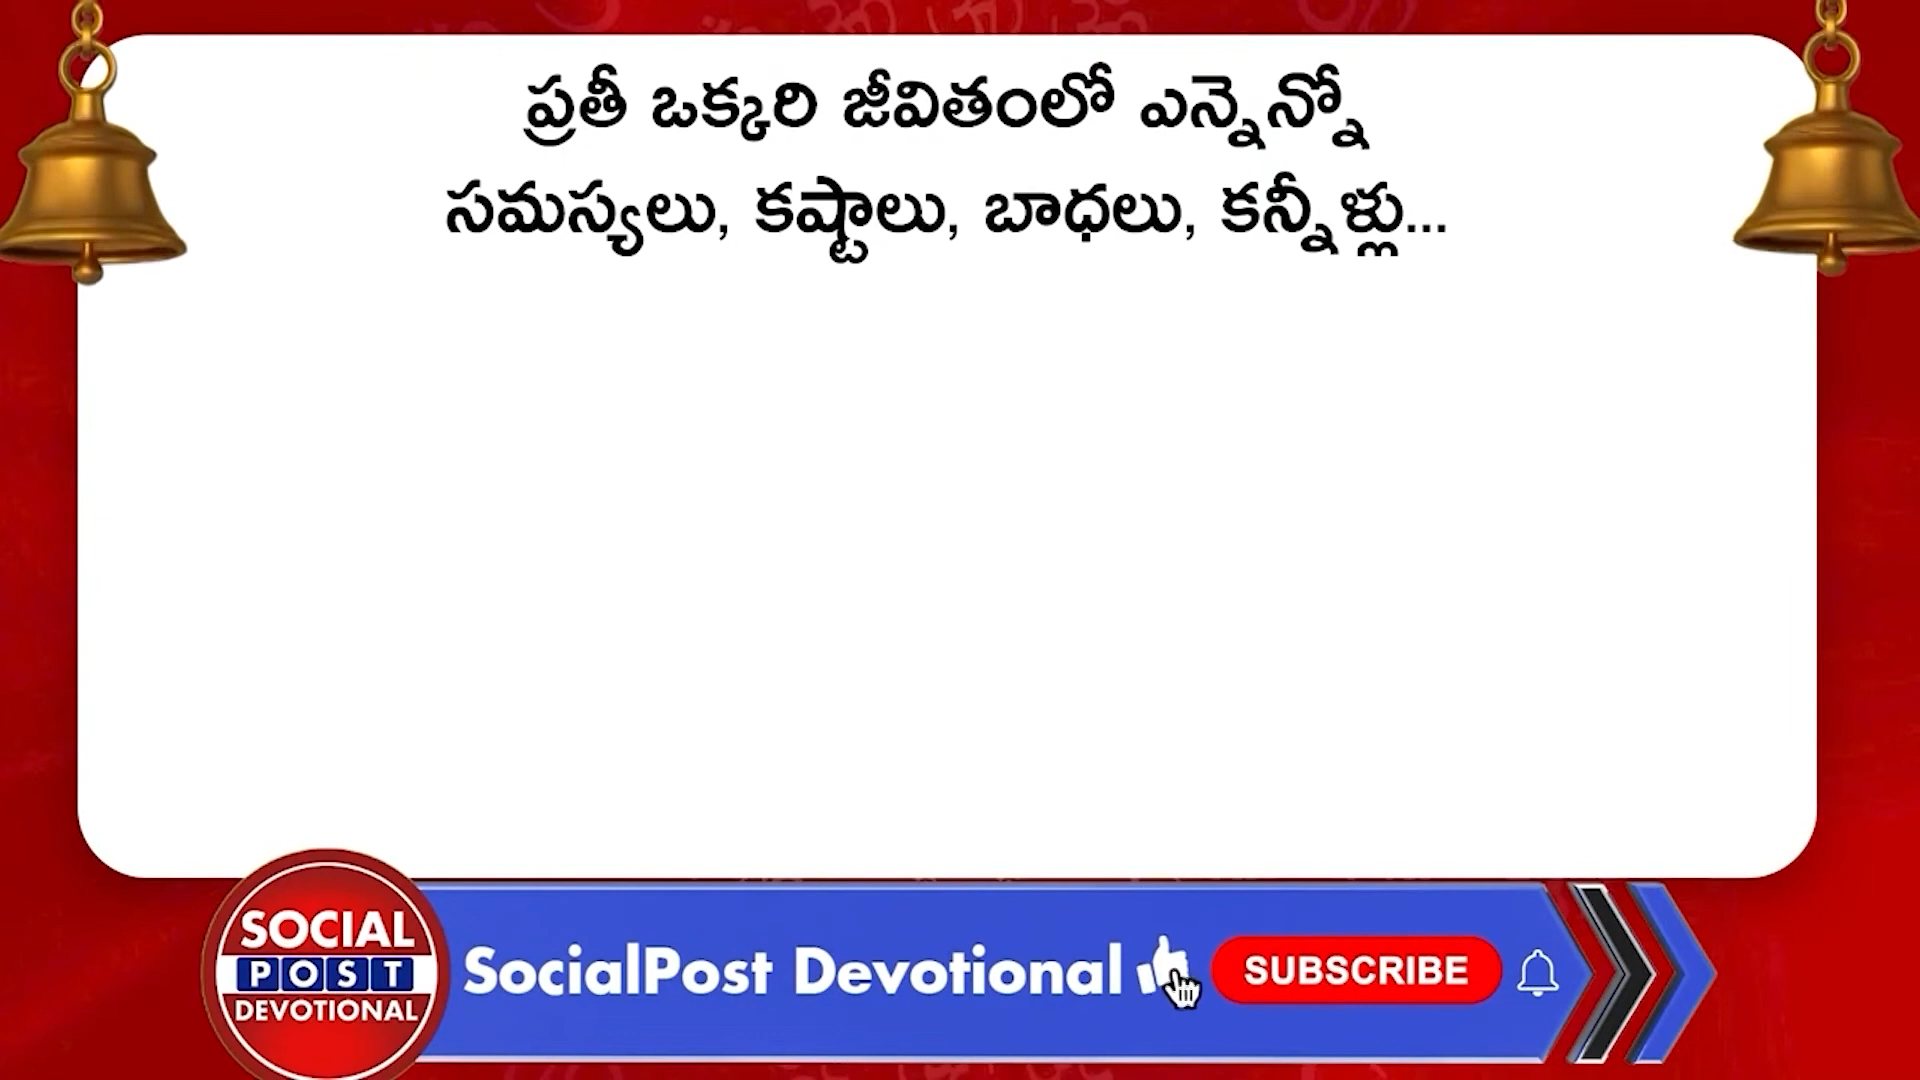 ప్రతీ ఒక్కరి జీవితంలో ఎన్నెన్నో
సమస్యలు, కష్టాలు, బాధలు, కన్నీళ్లు...
SOCIAL
POST
DEVOTIONAL
SocialPost Devotional
SUBSCRIBE